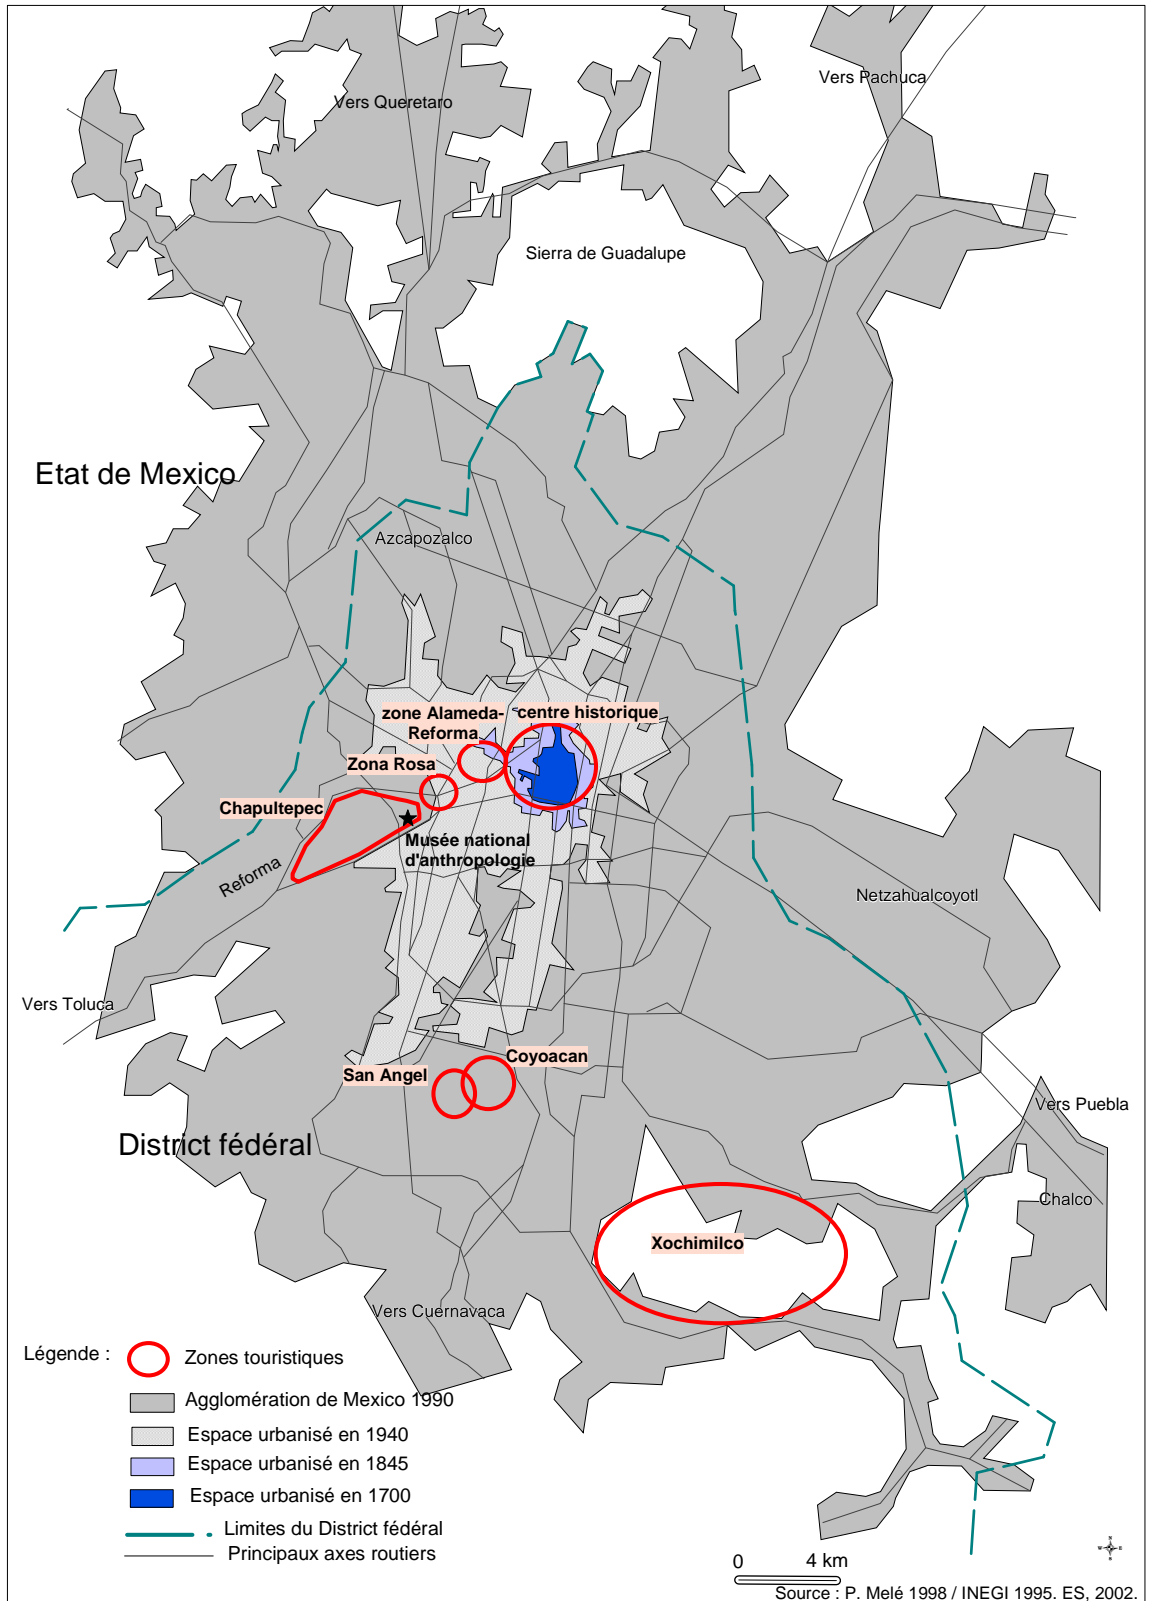 Vers Pachuca
Vers Queretaro
Sierra de Guadalupe
Etat de Mexico
Azcapozalco
zone Alameda-
Reforma
centre historique
Zona Rosa
Chapultepec
Musée national
d'anthropologie
Reforma
Netzahualcoyotl
Vers Toluca
Coyoacan
San Angel
Vers Puebla
District fédéral
Chalco
Xochimilco
Vers Cuernavaca
Légende :
Zones touristiques
Agglomération de Mexico 1990
Espace urbanisé en 1940
Espace urbanisé en 1845
Espace urbanisé en 1700
Limites du District fédéral
Principaux axes routiers
0 4 km
Source : P. Melé 1998 / INEGI 1995. ES, 2002.